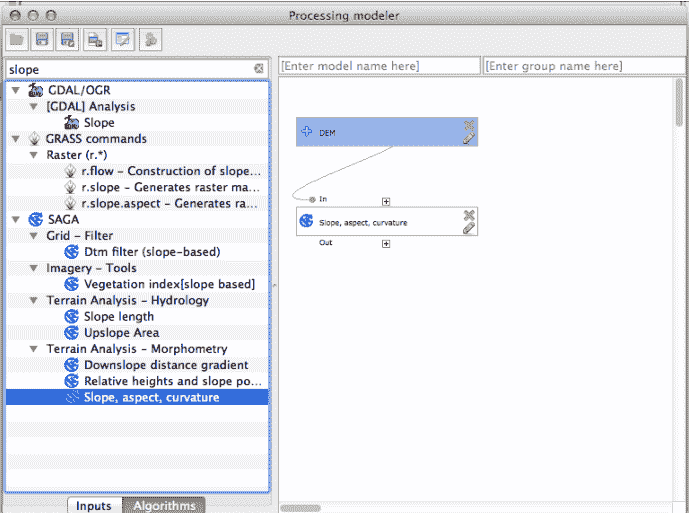 Processing modeler
slope
[Enter model name here]
[Enter group name here]
GDAL/OGR
[GDAL] Analysis
Slope
GRASS commands
Raster (r.*)
r.flow – Construction of slope...
r.slope – Generates raster ma...
r.slope.aspect – Generates ra...
SAGA
Grid – Filter
Dtm filter (slope-based)
Imagery – Tools
Vegetation index[slope based]
Terrain Analysis – Hydrology
Slope length
Upslope Area
Terrain Analysis – Morphometry
Downslope distance gradient
Relative heights and slope po...
Slope, aspect, curvature
Inputs
Algorithms
DEM
In
Slope, aspect, curvature
Out